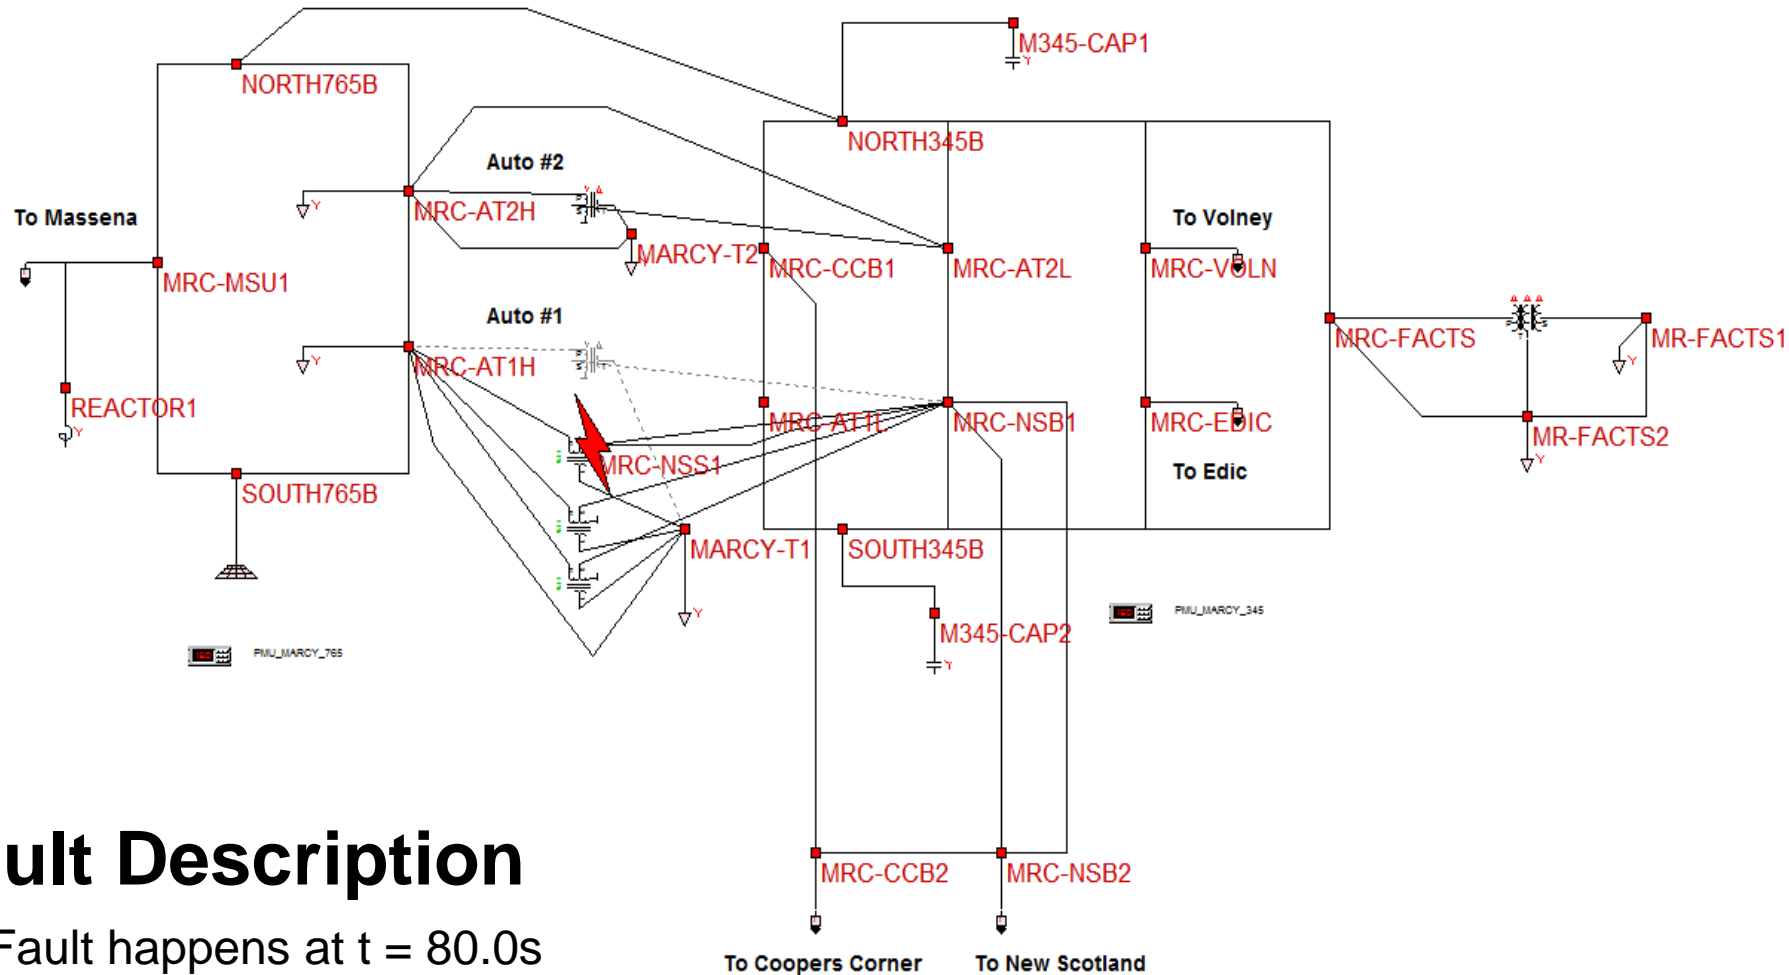 M345-CAP1
Y
NORTH765B
NORTH345B
Auto #2
To Massena
Y
MRC-AT2H
To Volney
MARCY-T2
MRC-CCB1
MRC-AT2L
MRC-VOLN
MRC-MSU1
Auto #1
Y
MRC-AT1H
MRC-FACTS
MR-FACTS1
Y
REACTOR1
Y
MRC-AT1L
MRC-NSB1
MRC-EDIC
MR-FACTS2
Y
MRC-NSS1
To Edic
SOUTH765B
MARCY-T1
SOUTH345B
Y
PMU_MARCY_345
M345-CAP2
Y
PMU_MARCY_765
ult Description
MRC-CCB2
MRC-NSB2
Fault happens at t = 80.0s
To Coopers Corner
To New Scotland